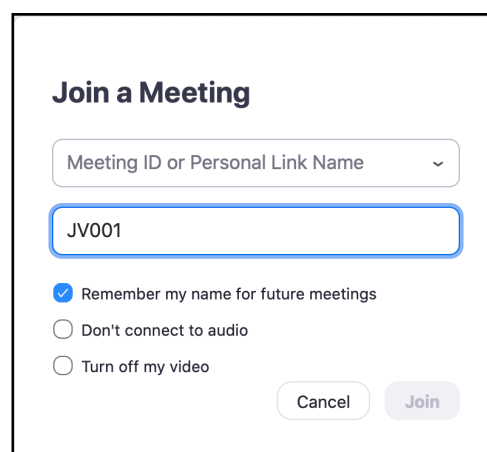 Join a Meeting
Meeting ID or Personal Link Name
JV001
Remember my name for future meetings
Don't connect to audio
Turn off my video
Cancel Join